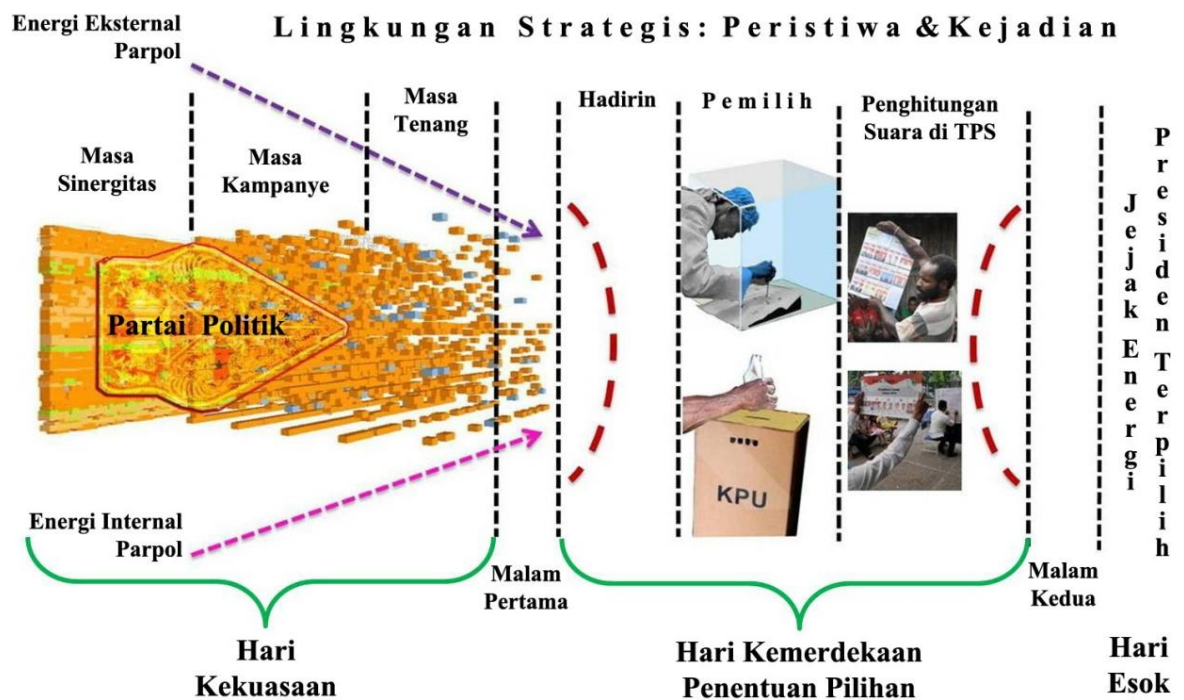 Energi Eksternal
Parpol
Lingkungan Strategis: Peristiwa & Kejadian
Masa
Sinergitas
Masa
Kampanye
Masa
Tenang
Hadirin
Pemilih
Penghitungan
Suara di TPS
Partai Politik
KPU
Jejak Energi
Presiden Terpilih
Energi Internal
Parpol
Malam
Pertama
Malam
Kedua
Hari
Kekuasaan
Hari Kemerdekaan
Penentuan Pilihan
Hari
Esok